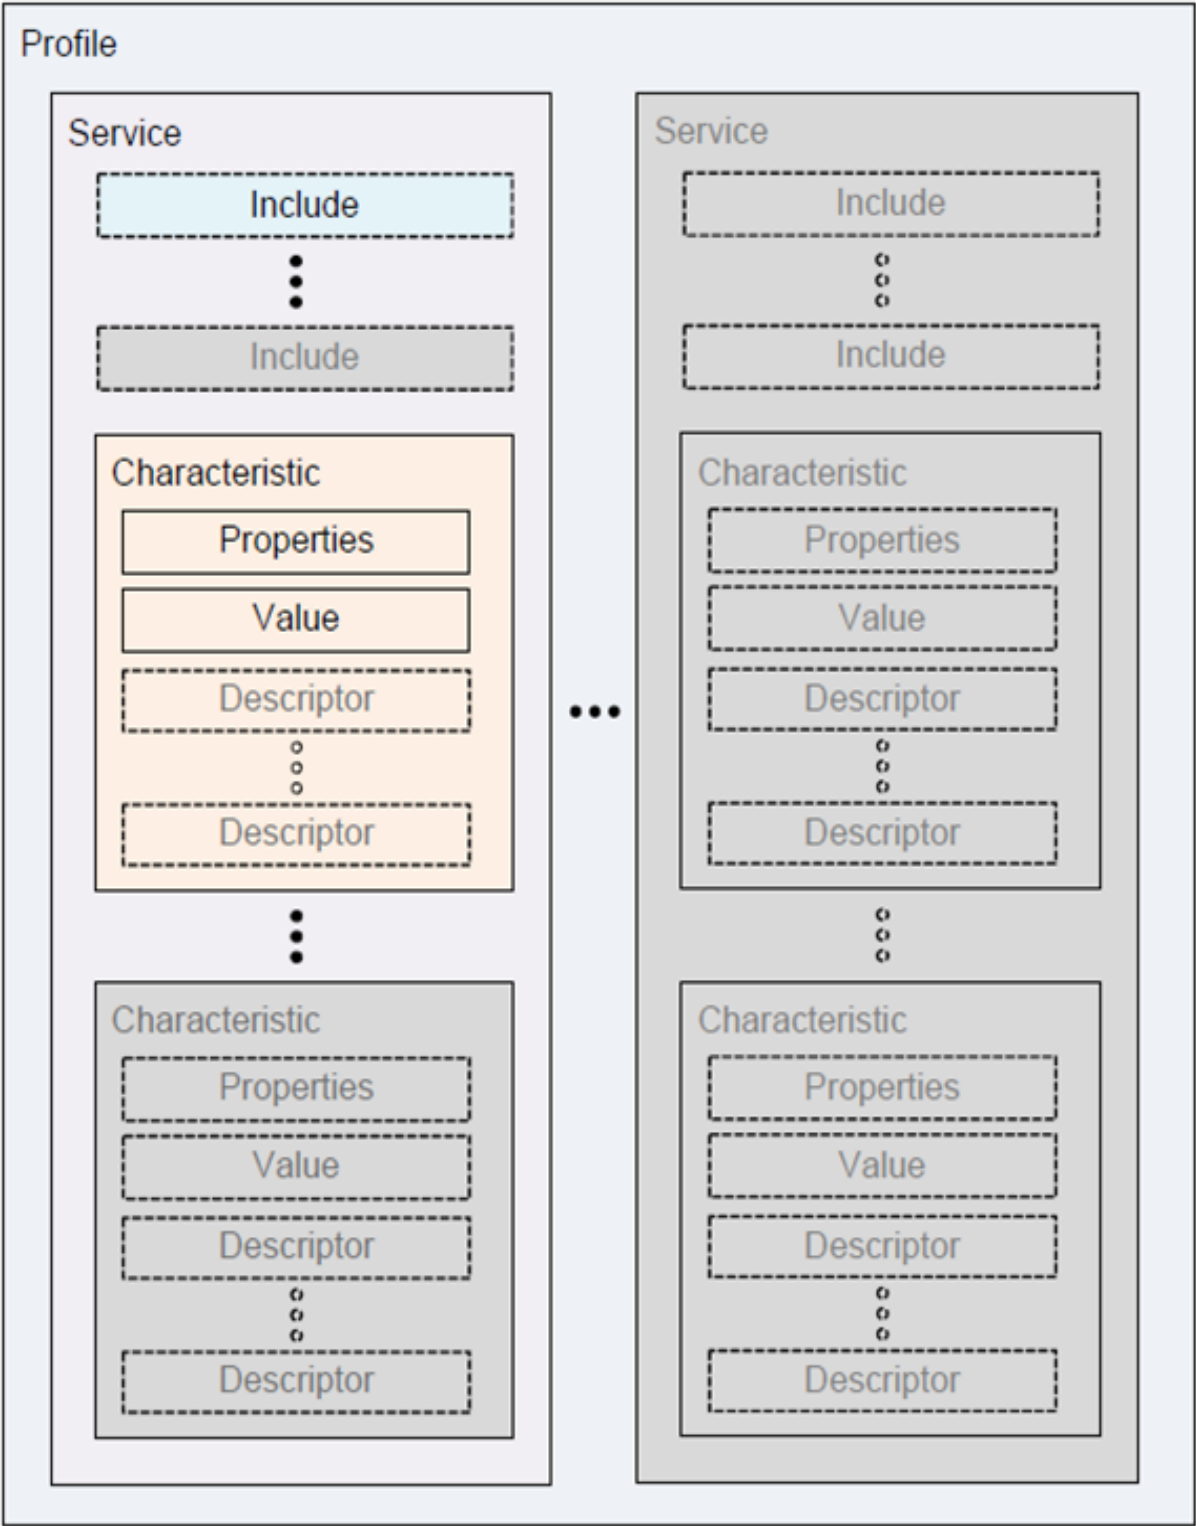 Profile
Service
Include
Include
Characteristic
Properties
Value
Descriptor
Descriptor
Characteristic
Properties
Value
Descriptor
Descriptor
Service
Include
Include
Characteristic
Properties
Value
Descriptor
Descriptor
Characteristic
Properties
Value
Descriptor
Descriptor